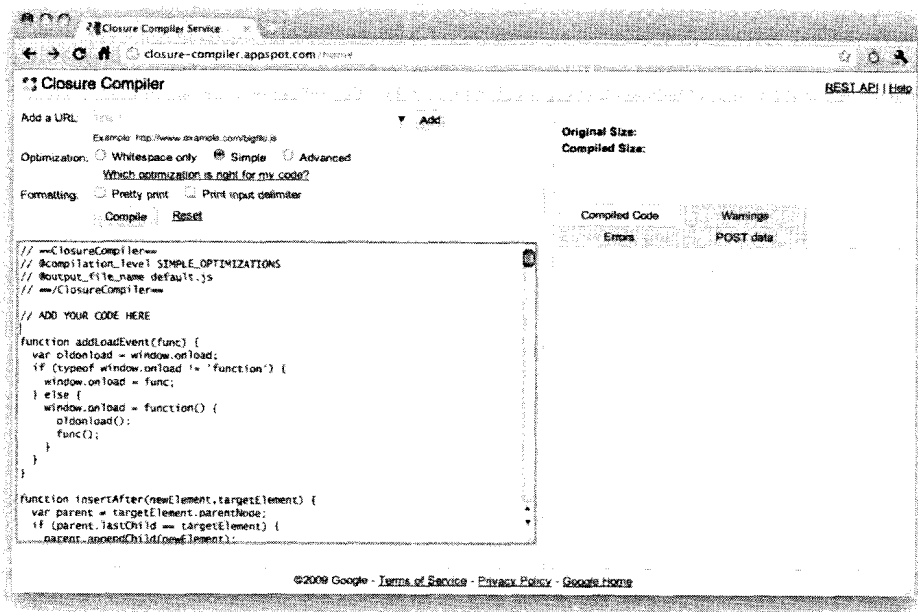 Closure Compiler Service
closure-compiler.appspot.com/home
Closure Compiler
REST API | Help
Add a URL:
Add
Example: http://www.example.com/bigfile.js
Optimization: Whitespace only Simple Advanced
Which optimization is right for my code?
Formatting: Pretty print Print input delimiter
Compile Reset
Original Size:
Compiled Size:
Compiled Code Warnings
Errors POST data
// ==ClosureCompiler==
// @compilation_level SIMPLE_OPTIMIZATIONS
// @output_file_name default.js
// ==/ClosureCompiler==
// ADD YOUR CODE HERE
function addLoadEvent(func) {
var oldonload = window.onload;
if (typeof window.onload != 'function') {
window.onload = func;
} else {
window.onload = function() {
oldonload();
func();
}
}
}
function insertAfter(newElement,targetElement) {
var parent = targetElement.parentNode;
if (parent.lastChild == targetElement) {
parent.appendChild(newElement);
©2009 Google - Terms of Service - Privacy Policy - Google Home